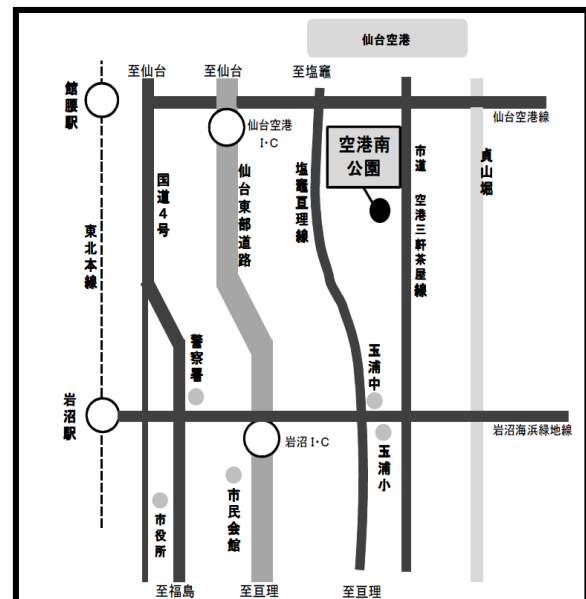 仙台空港
至仙台
至仙台
至塩竈
館腰駅
仙台空港線
仙台空港
I・C
空港南
公園
国道4号
仙台東部道路
塩竈亘理線
市道 空港三軒茶屋線
貞山堀
東北本線
警察署
玉浦中
岩沼駅
岩沼海浜緑地線
岩沼 I・C
玉浦小
市民会館
市役所
至福島
至亘理
至亘理